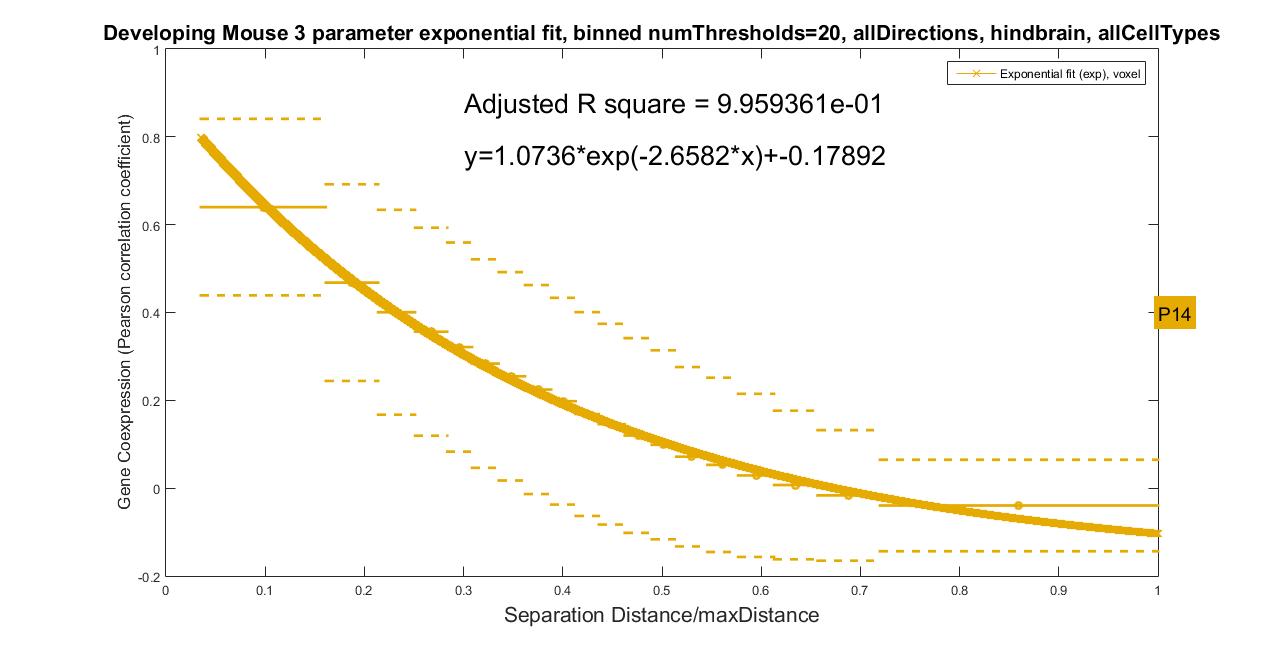 Developing Mouse 3 parameter exponential fit, binned numThresholds=20, allDirections, hindbrain, allCellTypes
Exponential fit (exp), voxel
Adjusted R square = 9.959361e-01
y=1.0736*exp(-2.6582*x)+-0.17892
Gene Coexpression (Pearson correlation coefficient)
1
0.8
0.6
0.4
0.2
0
-0.2
P14
0 0.1 0.2 0.3 0.4 0.5 0.6 0.7 0.8 0.9 1
Separation Distance/maxDistance